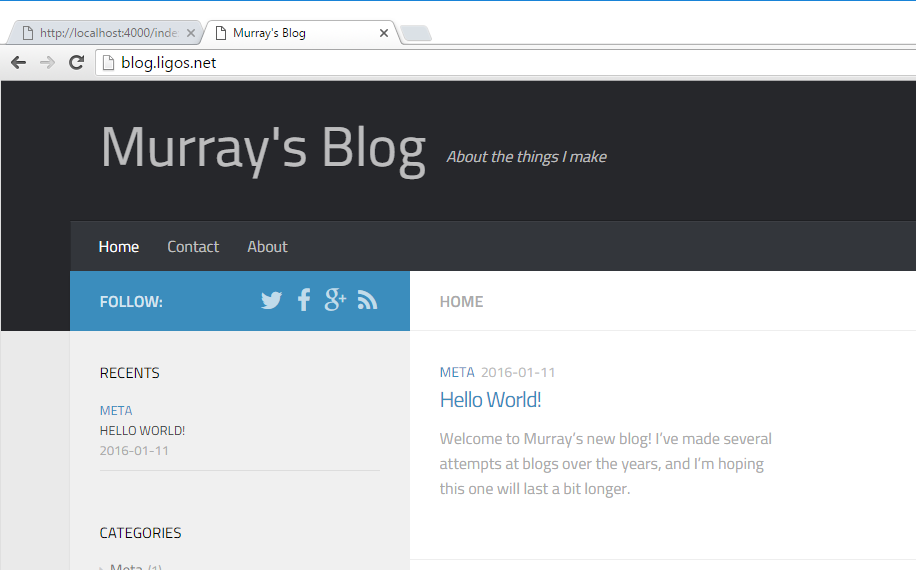 http://localhost:4000/inde
Murray's Blog
blog.ligos.net
Murray's Blog
About the things I make
Home
Contact
About
FOLLOW:
g+
HOME
RECENTS
META
HELLO WORLD!
2016-01-11
CATEGORIES
Meta (1)
META 2016-01-11
Hello World!
Welcome to Murray’s new blog! I’ve made several
attempts at blogs over the years, and I’m hoping
this one will last a bit longer.